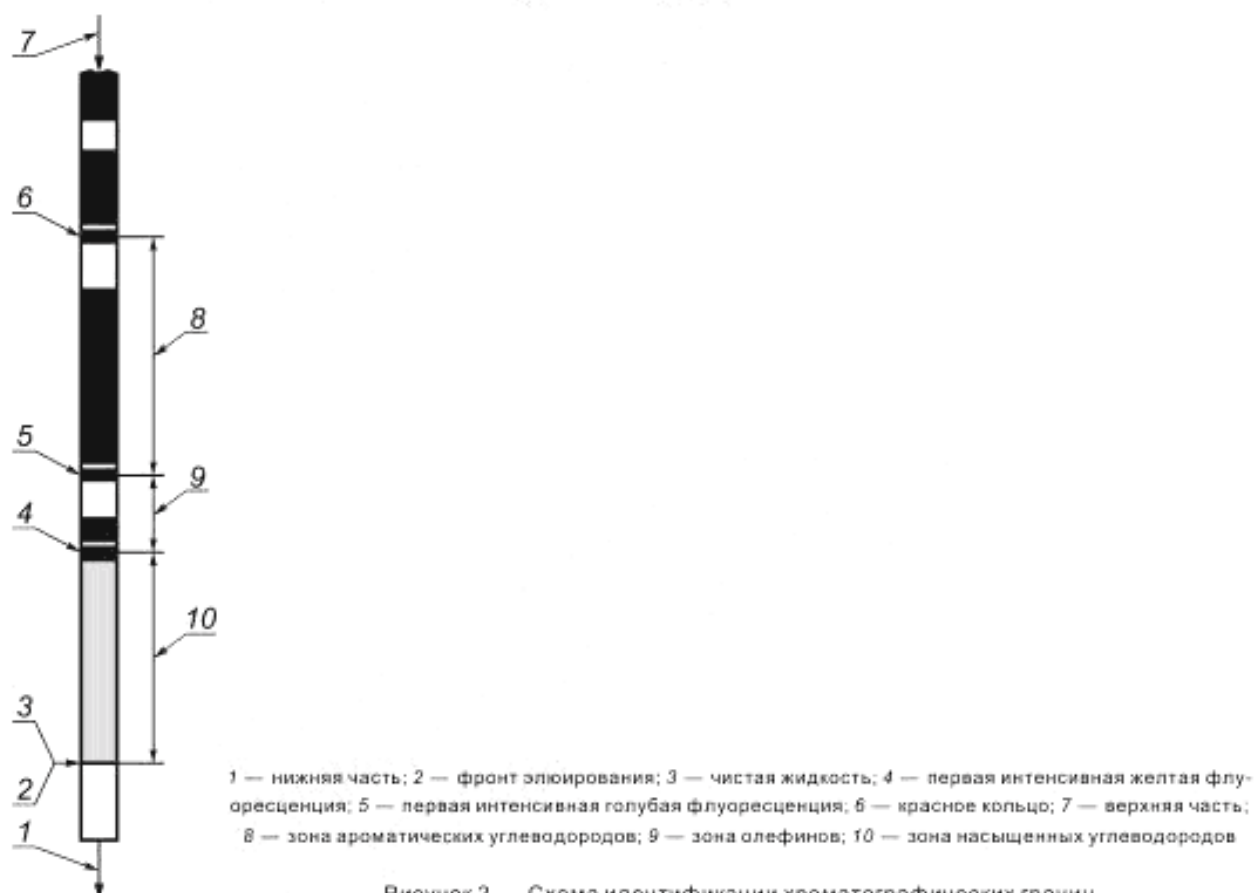 7
6
8
5
9
4
10
3
2
1
1 — нижняя часть; 2 — фронт элюирования; 3 — чистая жидкость; 4 — первая интенсивная желтая флу-
оресценция; 5 — первая интенсивная голубая флуоресценция; 6 — красное кольцо; 7 — верхняя часть;
8 — зона ароматических углеводородов; 9 — зона олефинов; 10 — зона насыщенных углеводородов
Рисунок 2 — Схема идентификации хроматографических границ